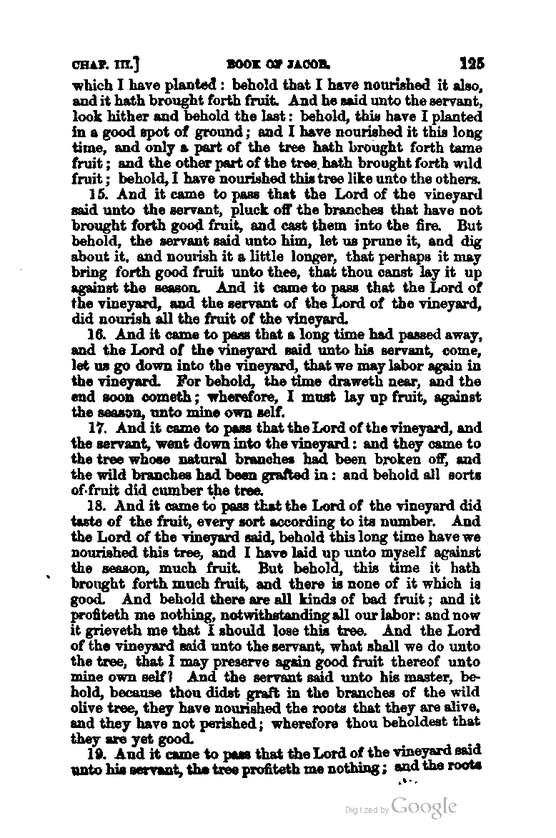 CHAP. III.] BOOK OF JACOB. 125
which I have planted: behold that I have nourished it also,
and it hath brought forth fruit. And he said unto the servant,
look hither and behold the last: behold, this have I planted
in a good spot of ground; and I have nourished it this long
time, and only a part of the tree hath brought forth tame
fruit; and the other part of the tree hath brought forth wild
fruit; behold, I have nourished this tree like unto the others.
15. And it came to pass that the Lord of the vineyard
said unto the servant, pluck off the branches that have not
brought forth good fruit, and cast them into the fire. But
behold, the servant said unto him, let us prune it, and dig
about it, and nourish it a little longer, that perhaps it may
bring forth good fruit unto thee, that thou canst lay it up
against the season. And it came to pass that the Lord of
the vineyard, and the servant of the Lord of the vineyard,
did nourish all the fruit of the vineyard.
16. And it came to pass that a long time had passed away,
and the Lord of the vineyard said unto his servant, come,
let us go down into the vineyard, that we may labor again in
the vineyard. For behold, the time draweth near, and the
end soon cometh; wherefore, I must lay up fruit, against
the season, unto mine own self.
17. And it came to pass that the Lord of the vineyard, and
the servant, went down into the vineyard: and they came to
the tree whose natural branches had been broken off, and
the wild branches had been grafted in: and behold all sorts
of fruit did cumber the tree.
18. And it came to pass that the Lord of the vineyard did
taste of the fruit, every sort according to its number. And
the Lord of the vineyard said, behold this long time have we
nourished this tree, and I have laid up unto myself against
the season, much fruit. But behold, this time it hath
brought forth much fruit, and there is none of it which is
good. And behold there are all kinds of bad fruit; and it
profiteth me nothing, notwithstanding all our labor: and now
it grieveth me that I should lose this tree. And the Lord
of the vineyard said unto the servant, what shall we do unto
the tree, that I may preserve again good fruit thereof unto
mine own self? And the servant said unto his master, be-
hold, because thou didst graft in the branches of the wild
olive tree, they have nourished the roots that they are alive,
and they have not perished; wherefore thou beholdest that
they are yet good.
19. And it came to pass that the Lord of the vineyard said
unto his servant, the tree profiteth me nothing; and the roots
Digitized by Google